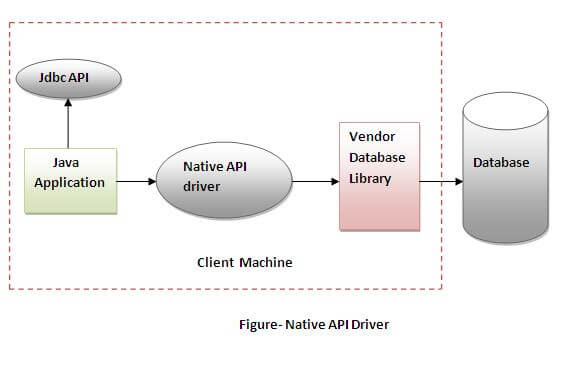 Jdbc API
Java
Application
Native API
driver
Vendor
Database
Library
Database
Client Machine
Figure- Native API Driver